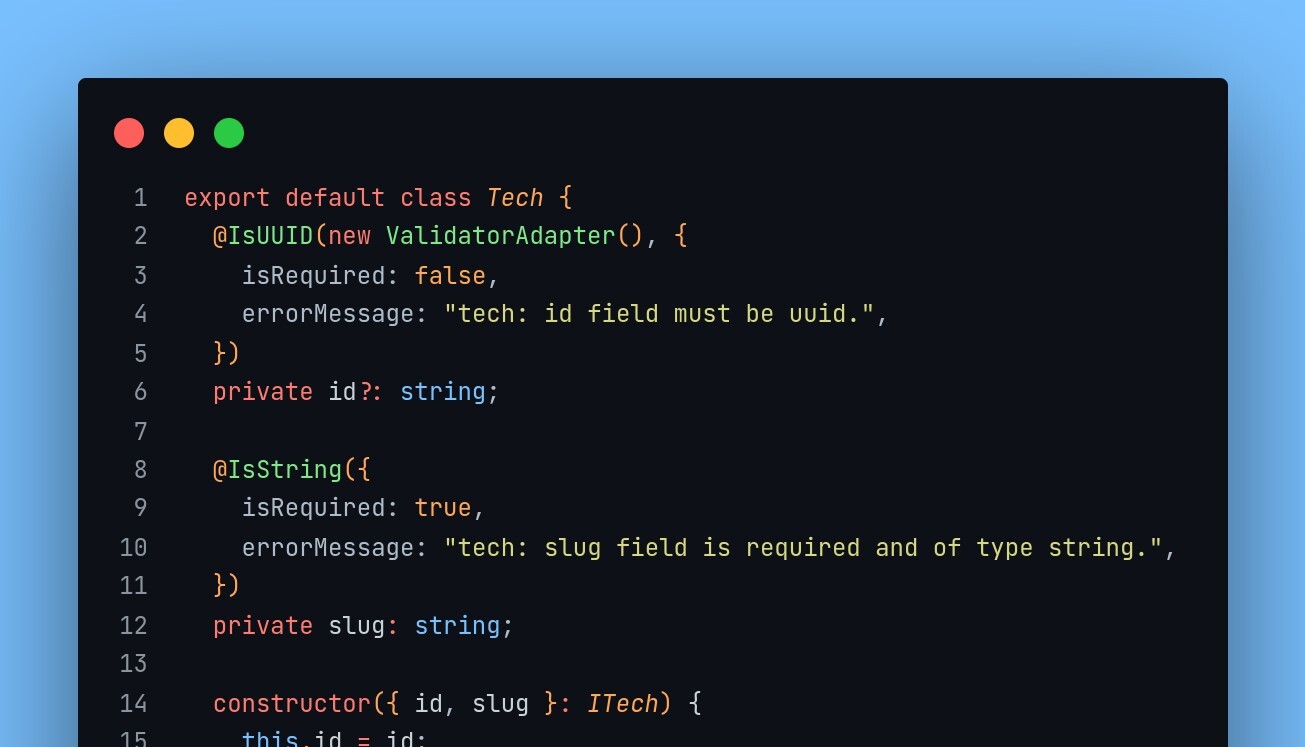 1 export default class Tech {
2 @IsUUID(new ValidatorAdapter(), {
3 isRequired: false,
4 errorMessage: "tech: id field must be uuid.",
5 })
6 private id?: string;
7
8 @IsString({
9 isRequired: true,
10 errorMessage: "tech: slug field is required and of type string.",
11 })
12 private slug: string;
13
14 constructor({ id, slug }: ITech) {
15 this.id = id;